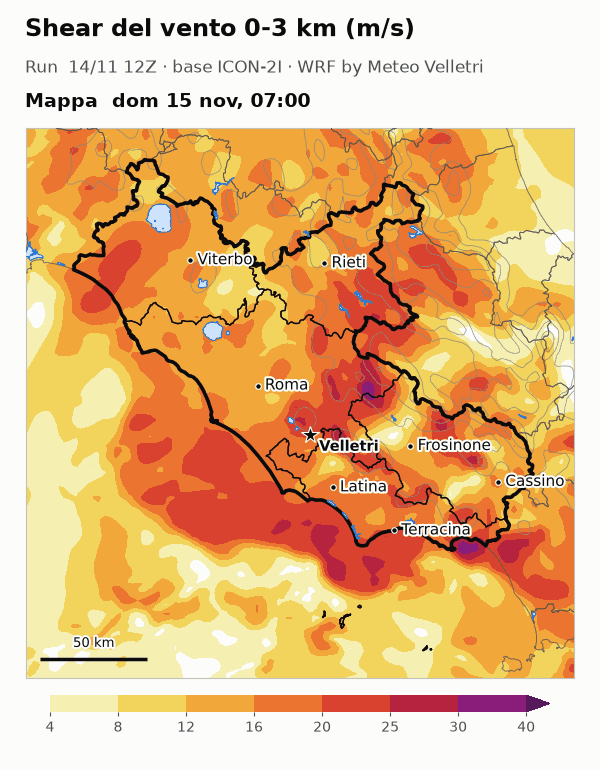 Shear del vento 0-3 km (m/s)
Run  14/11 12Z · base ICON-2I · WRF by Meteo Velletri
Mappa  dom 15 nov, 07:00
Viterbo
Rieti
Roma
Velletri
Frosinone
Latina
Cassino
Terracina
50 km
4 8 12 16 20 25 30 40